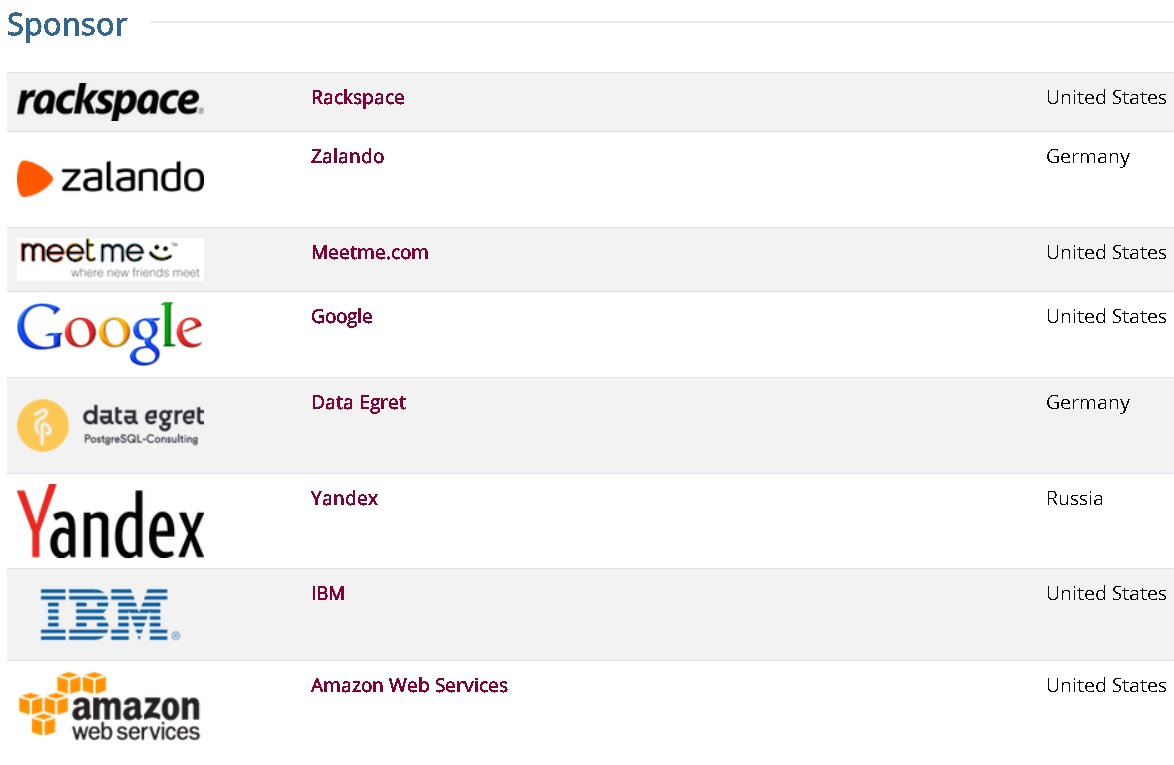 Sponsor
rackspace®
Rackspace
United States
zalando
Zalando
Germany
meetme™
where new friends meet
Meetme.com
United States
Google
Google
United States
data egret
PostgreSQL-Consulting
Data Egret
Germany
Yandex
Yandex
Russia
IBM®
IBM
United States
amazon
web services
Amazon Web Services
United States